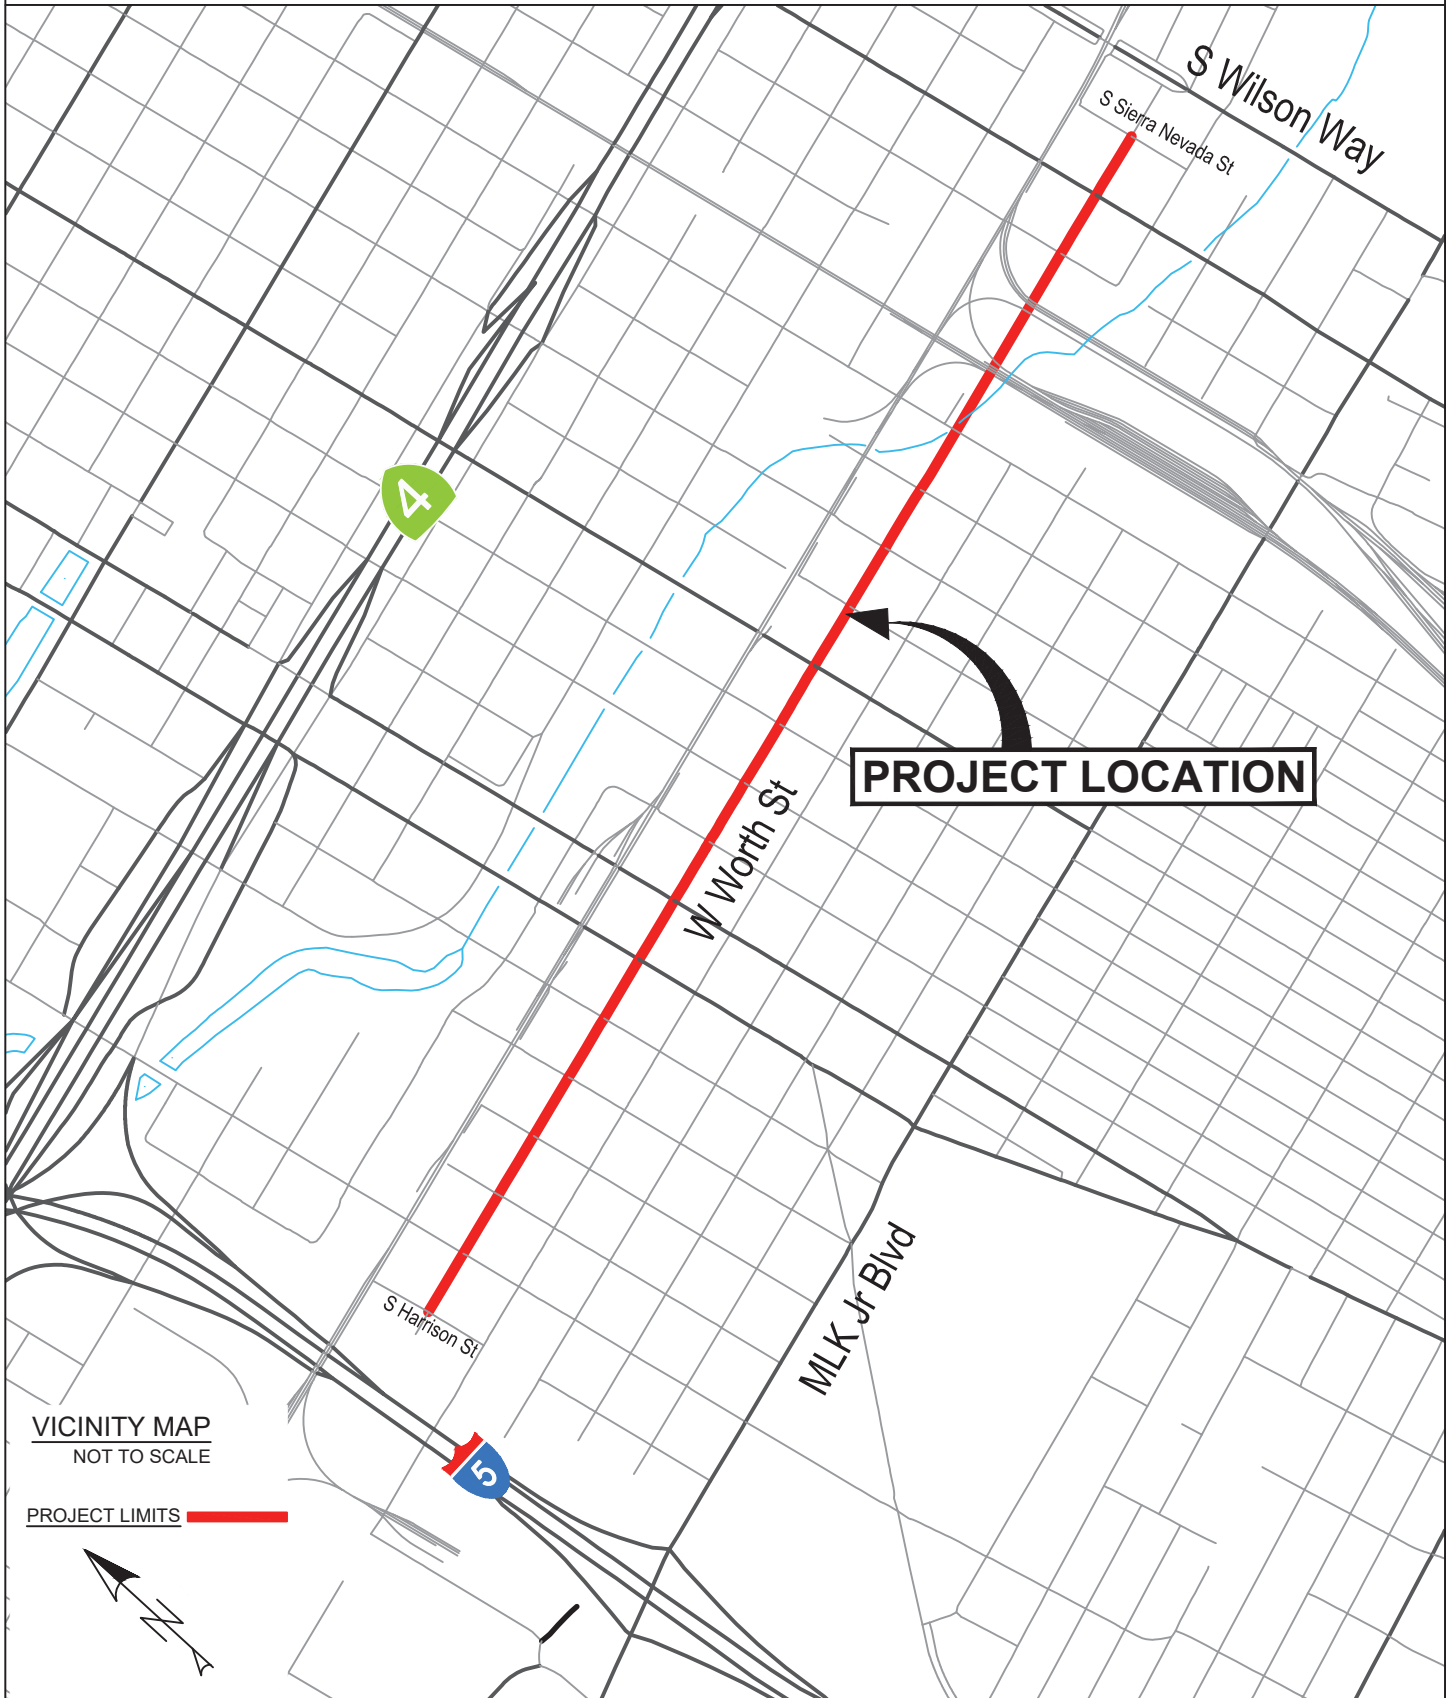 S Wilson Way
S Sierra Nevada St
4
PROJECT LOCATION
W Worth St
MLK Jr Blvd
S Harrison St
5
VICINITY MAP
NOT TO SCALE
PROJECT LIMITS
N